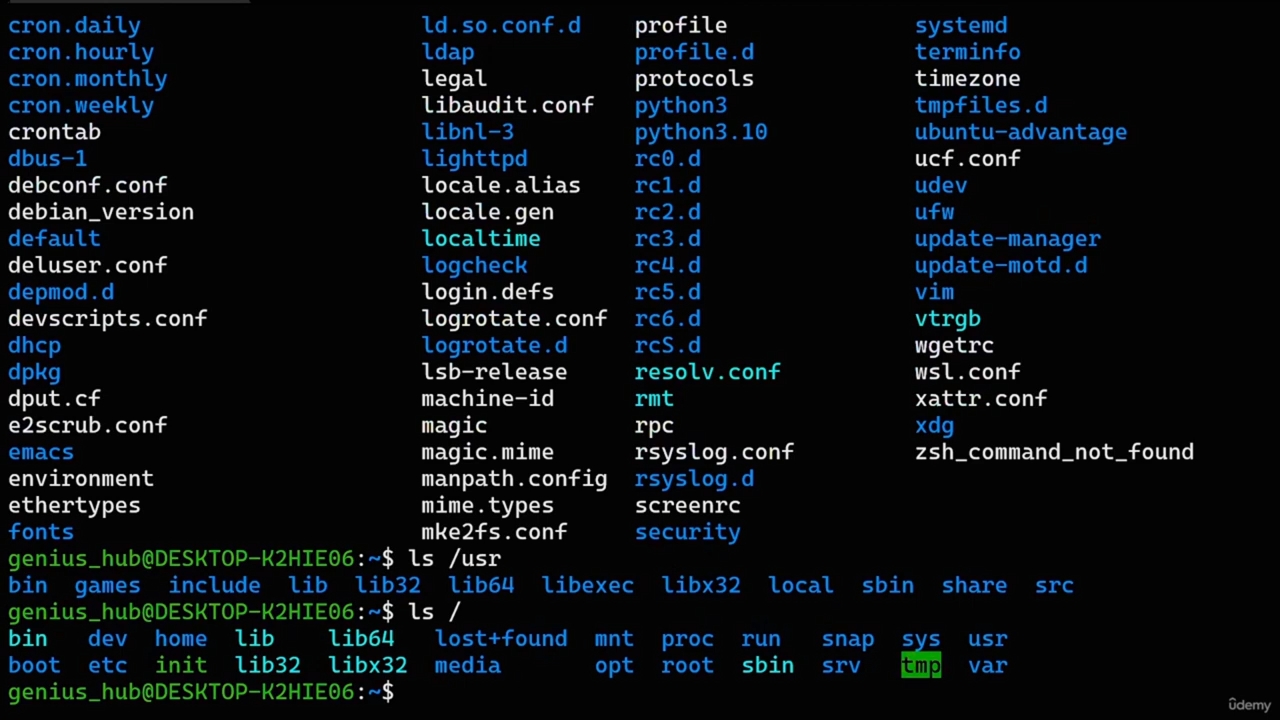 cron.daily ld.so.conf.d profile systemd
cron.hourly ldap profile.d terminfo
cron.monthly legal protocols timezone
cron.weekly libaudit.conf python3 tmpfiles.d
crontab libnl-3 python3.10 ubuntu-advantage
dbus-1 lighttpd rc0.d ucf.conf
debconf.conf locale.alias rc1.d udev
debian_version locale.gen rc2.d ufw
default localtime rc3.d update-manager
deluser.conf logcheck rc4.d update-motd.d
depmod.d login.defs rc5.d vim
devscripts.conf logrotate.conf rc6.d vtrgb
dhcp logrotate.d rcS.d wgetrc
dpkg lsb-release resolv.conf wsl.conf
dput.cf machine-id rmt xattr.conf
e2scrub.conf magic rpc xdg
emacs magic.mime rsyslog.conf zsh_command_not_found
environment manpath.config rsyslog.d
ethertypes mime.types screenrc
fonts mke2fs.conf security
genius_hub@DESKTOP-K2HIE06:~$ ls /usr
bin games include lib lib32 lib64 libexec libx32 local sbin share src
genius_hub@DESKTOP-K2HIE06:~$ ls /
bin dev home lib lib64 lost+found mnt proc run snap sys usr
boot etc init lib32 libx32 media opt root sbin srv tmp var
genius_hub@DESKTOP-K2HIE06:~$
udemy